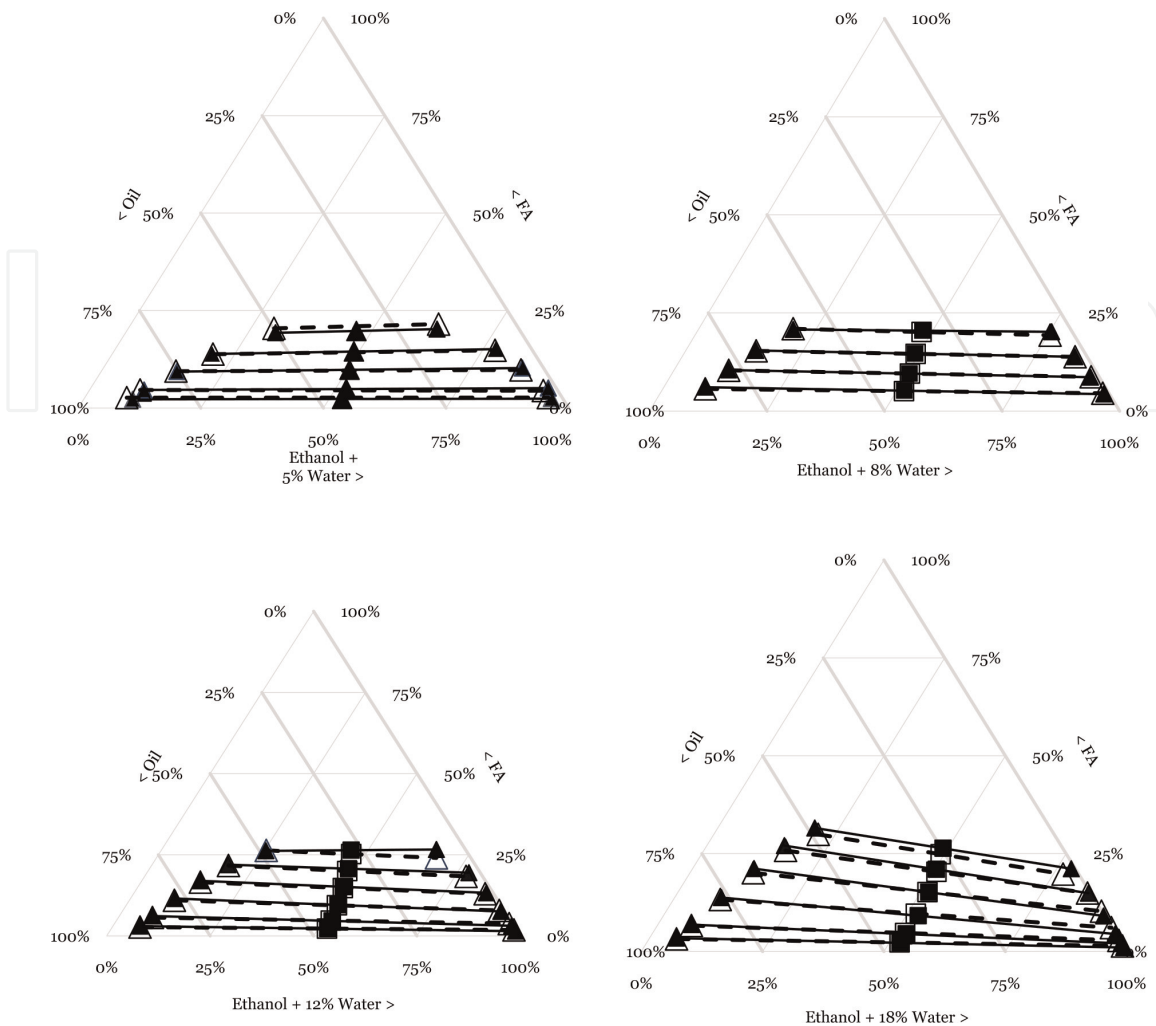 0% 100%
25% 75%
< Oil 50% 50% < FA
75% 25%
100% 0%
0% 25% 50% 75% 100%
Ethanol +
5% Water >
0% 100%
25% 75%
< Oil 50% 50% < FA
75% 25%
100% 0%
0% 25% 50% 75% 100%
Ethanol + 8% Water >
0% 100%
25% 75%
< Oil 50% 50% < FA
75% 25%
100% 0%
0% 25% 50% 75% 100%
Ethanol + 12% Water >
0% 100%
25% 75%
< Oil 50% 50% < FA
75% 25%
100% %
0% 25% 50% 75% 100%
Ethanol + 18% Water >